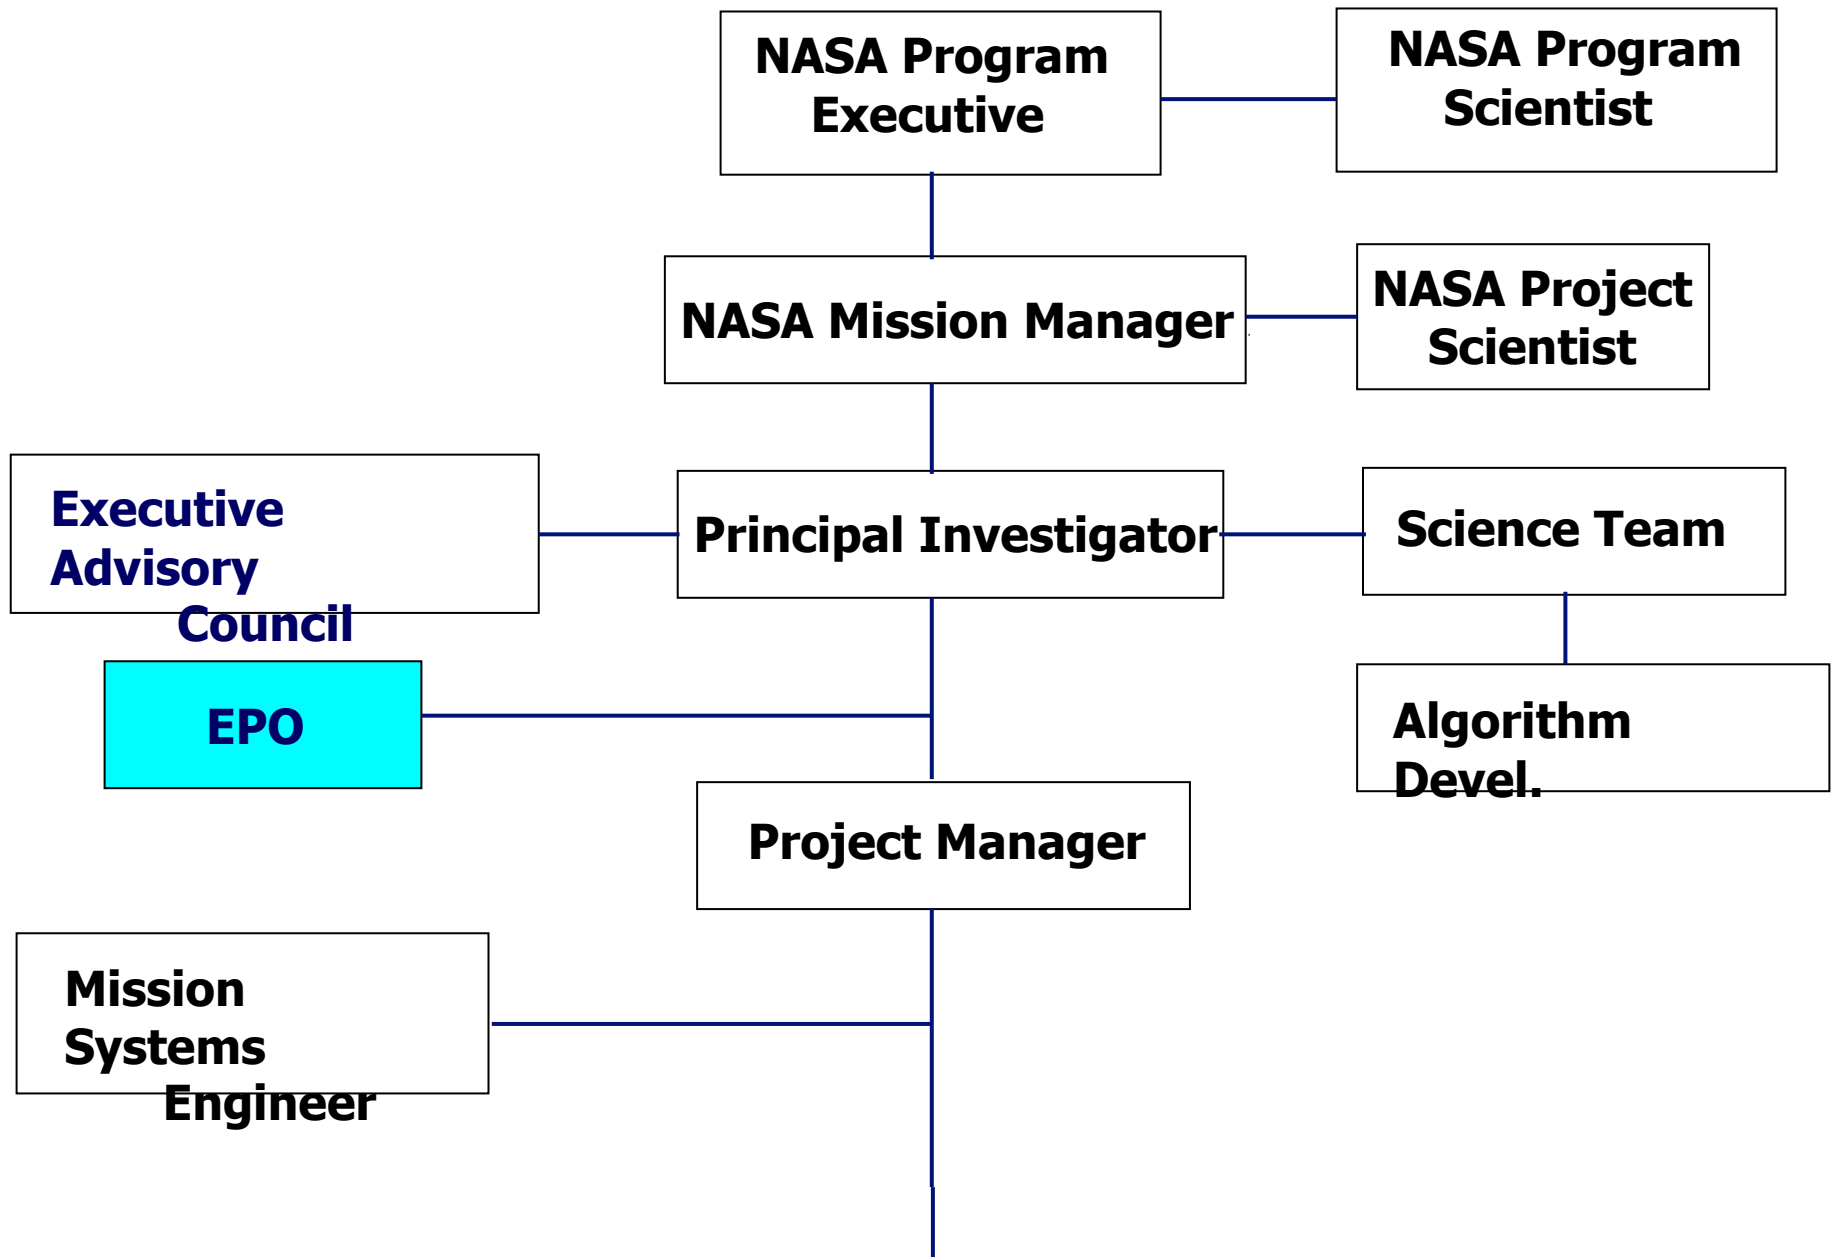 NASA Program
Executive
NASA Program
Scientist
NASA Mission Manager
NASA Project
Scientist
Executive
Advisory
Council
Principal Investigator
Science Team
EPO
Algorithm
Devel.
Project Manager
Mission
Systems
Engineer